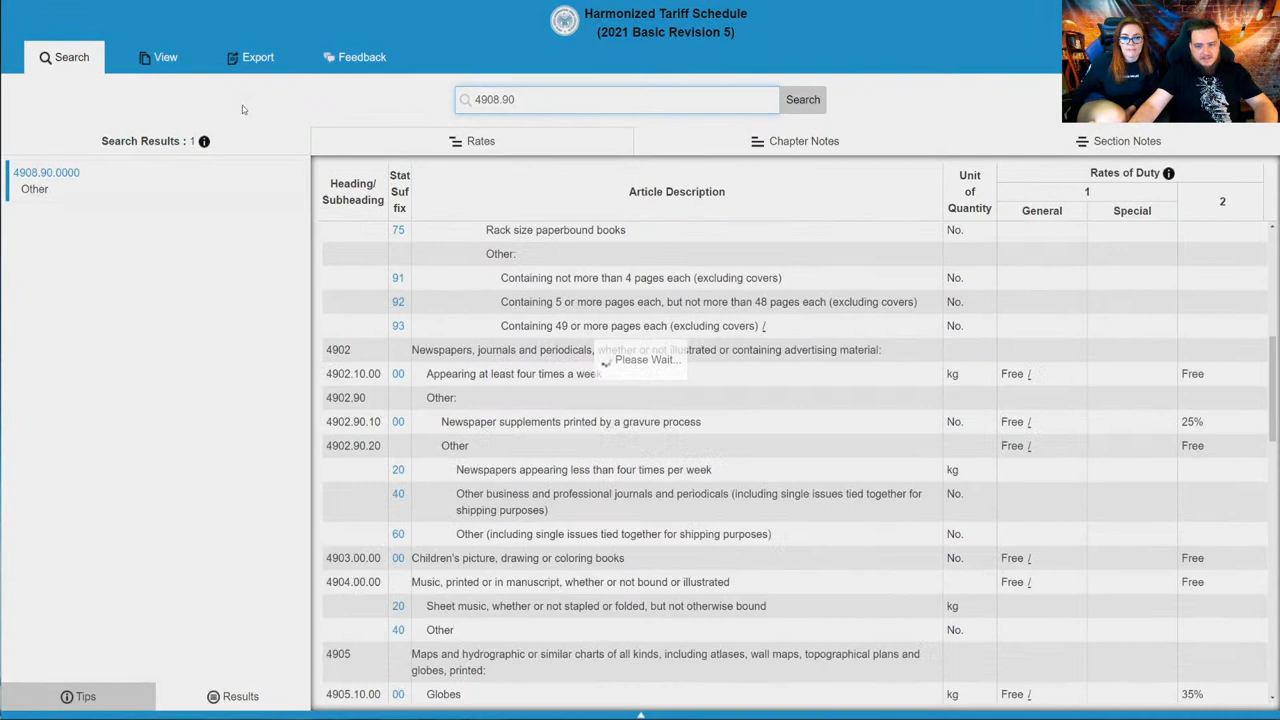 Harmonized Tariff Schedule
(2021 Basic Revision 5)
Search
View
Export
Feedback
4908.90
Search
Search Results : 1
Rates
Chapter Notes
Section Notes
4908.90.0000
Other
Heading/
Subheading
Stat
Suf
fix
Article Description
Unit
of
Quantity
Rates of Duty
1
2
General
Special
75 Rack size paperbound books No.
Other:
91 Containing not more than 4 pages each (excluding covers) No.
92 Containing 5 or more pages each, but not more than 48 pages each (excluding covers) No.
93 Containing 49 or more pages each (excluding covers) / No.
4902 Newspapers, journals and periodicals, whether or not illustrated or containing advertising material:
Please Wait...
4902.10.00 00 Appearing at least four times a week kg Free / Free
4902.90 Other:
4902.90.10 00 Newspaper supplements printed by a gravure process No. Free / 25%
4902.90.20 Other Free / Free
20 Newspapers appearing less than four times per week kg
40 Other business and professional journals and periodicals (including single issues tied together for No.
shipping purposes)
60 Other (including single issues tied together for shipping purposes) No.
4903.00.00 00 Children's picture, drawing or coloring books No. Free / Free
4904.00.00 Music, printed or in manuscript, whether or not bound or illustrated Free / Free
20 Sheet music, whether or not stapled or folded, but not otherwise bound kg
40 Other No.
4905 Maps and hydrographic or similar charts of all kinds, including atlases, wall maps, topographical plans and
globes, printed:
4905.10.00 00 Globes kg Free / 35%
Tips
Results